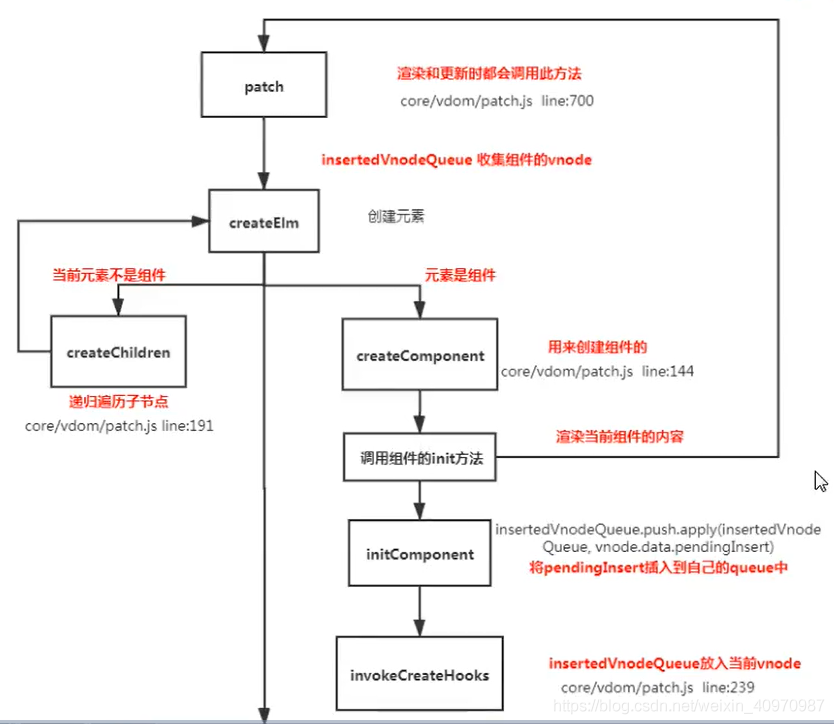 patch
渲染和更新时都会调用此方法
core/vdom/patch.js line:700
insertedVnodeQueue 收集组件的vnode
createElm
创建元素
当前元素不是组件
元素是组件
createChildren
递归遍历子节点
core/vdom/patch.js line:191
createComponent
用来创建组件的
core/vdom/patch.js line:144
调用组件的init方法
渲染当前组件的内容
initComponent
insertedVnodeQueue.push.apply(insertedVnode
Queue, vnode.data.pendingInsert)
将pendingInsert插入到自己的queue中
invokeCreateHooks
insertedVnodeQueue放入当前vnode
core/vdom/patch.js line:239
https://blog.csdn.net/weixin_40970987